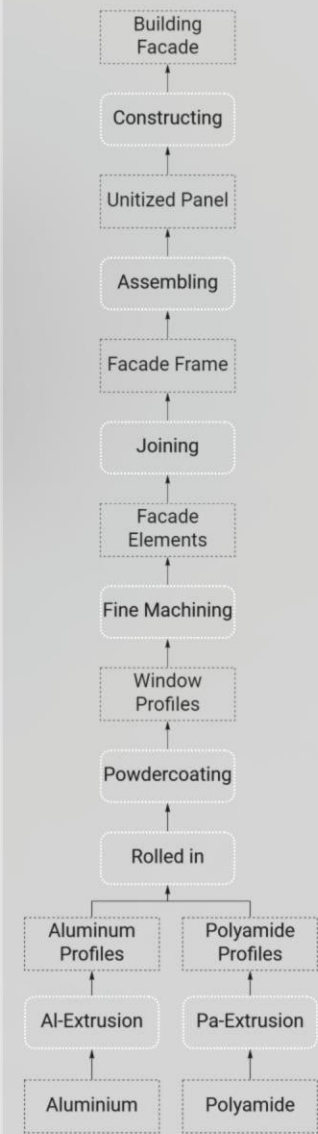 Building
Facade
Constructing
Unitized Panel
Assembling
Facade Frame
Joining
Facade
Elements
Fine Machining
Window
Profiles
Powdercoating
Rolled in
Aluminum
Profiles
Polyamide
Profiles
Al-Extrusion
Pa-Extrusion
Aluminium
Polyamide